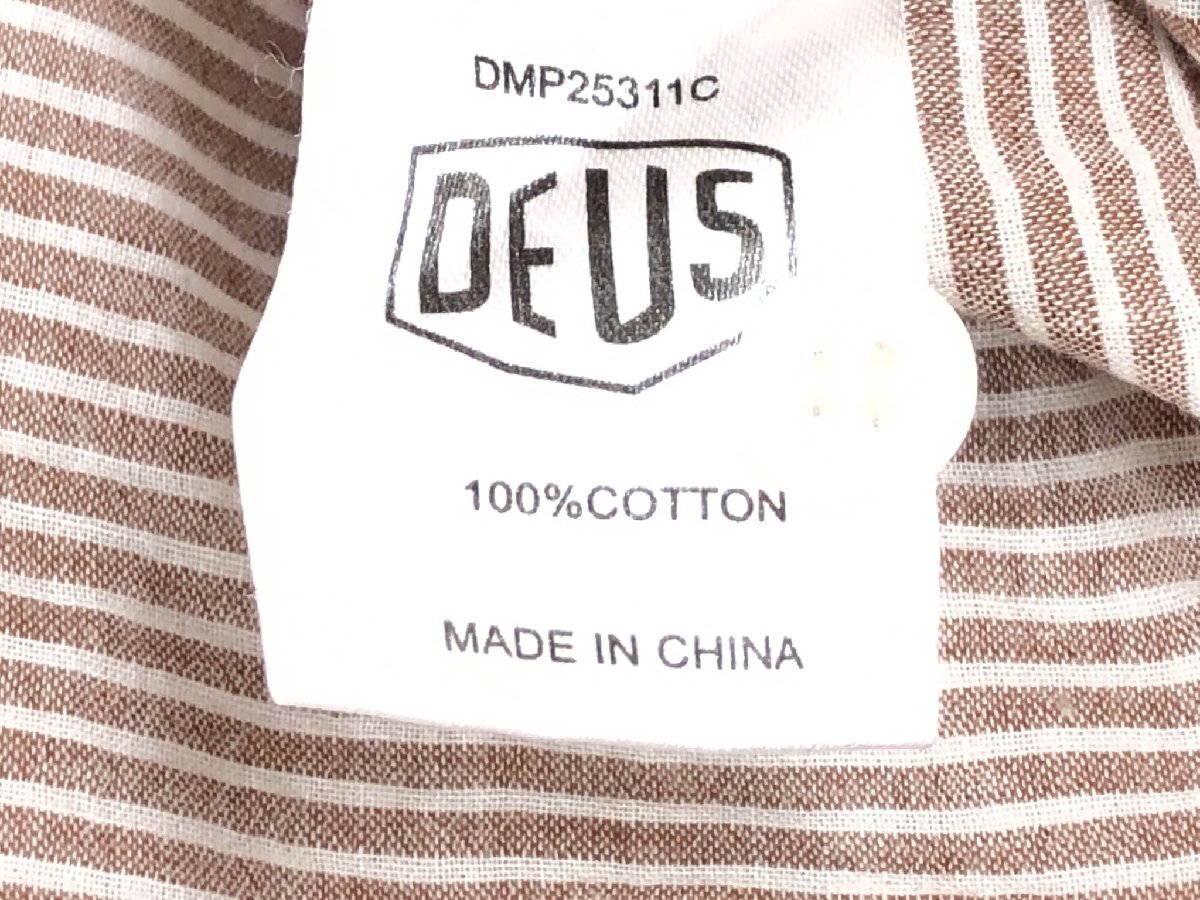 DMP25311C
DEUS
100%COTTON
MADE IN CHINA